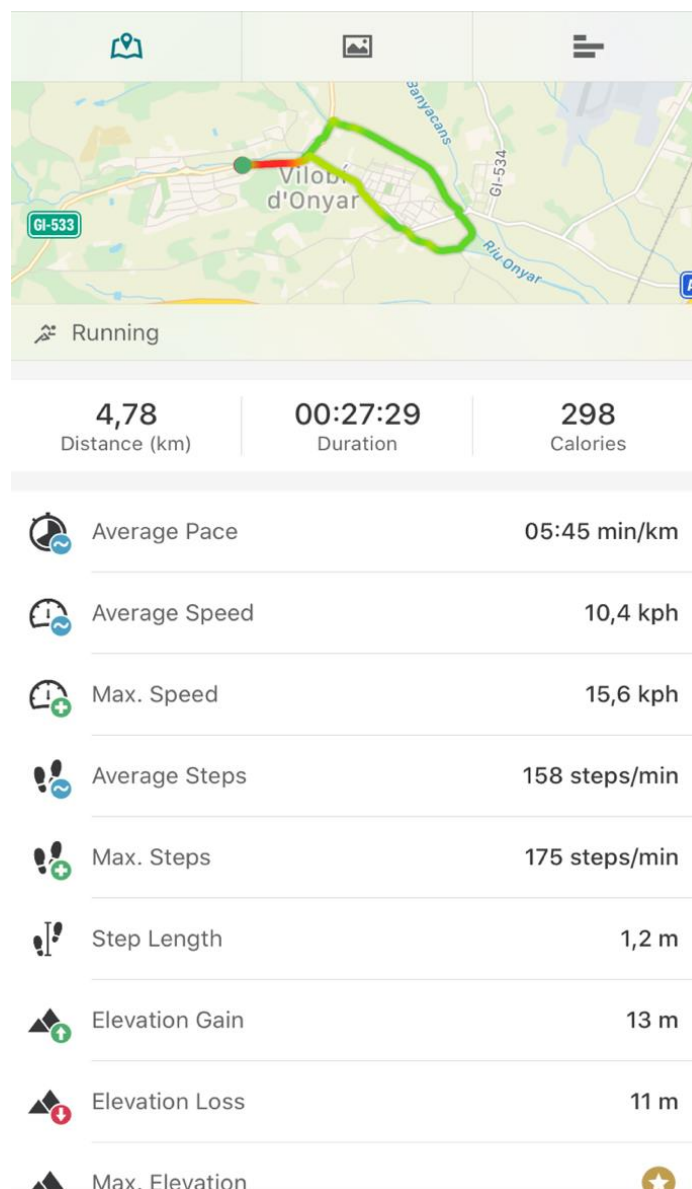 Banyacans
GI-534
Vilobí
d'Onyar
GI-533
Riu Onyar
A
Running
4,78
00:27:29
298
Distance (km)
Duration
Calories
Average Pace
05:45 min/km
Average Speed
10,4 kph
Max. Speed
15,6 kph
Average Steps
158 steps/min
Max. Steps
175 steps/min
Step Length
1,2 m
Elevation Gain
13 m
Elevation Loss
11 m
Max. Elevation